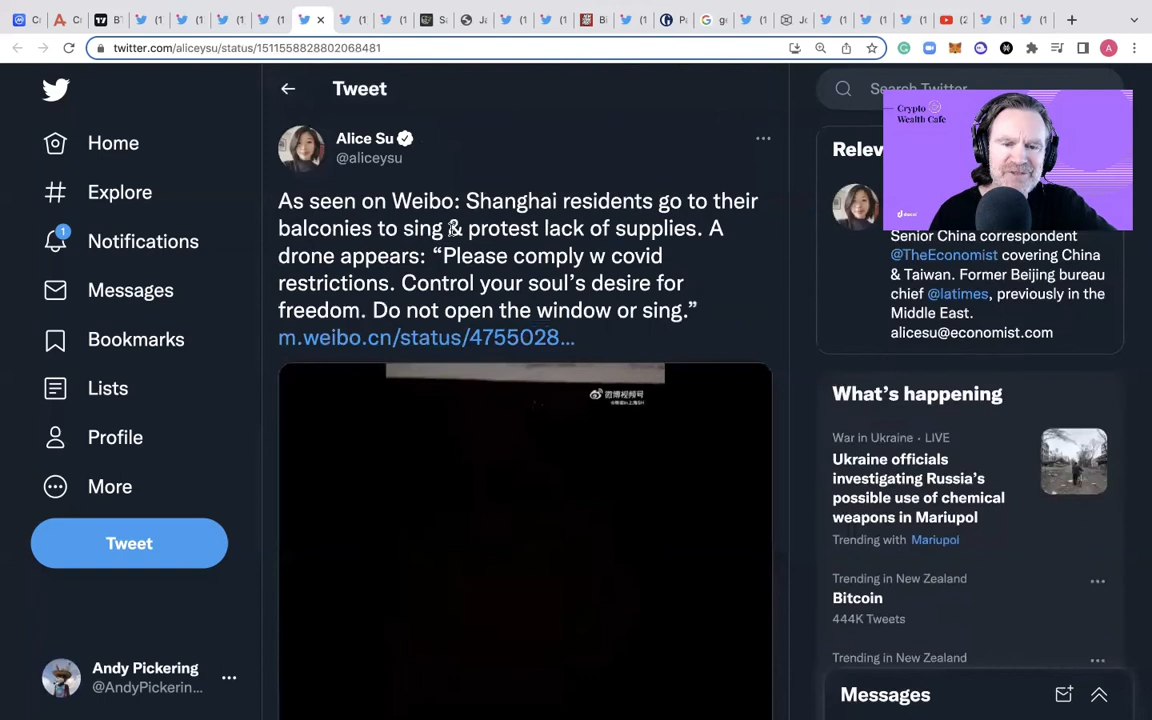 twitter.com/aliceysu/status/1511558828802068481
Tweet
Search Twitter
Home
Explore
Notifications
1
Messages
Bookmarks
Lists
Profile
More
Tweet
Andy Pickering
@AndyPickerin...
Alice Su
@aliceysu
As seen on Weibo: Shanghai residents go to their
balconies to sing & protest lack of supplies. A
drone appears: “Please comply w covid
restrictions. Control your soul’s desire for
freedom. Do not open the window or sing.”
m.weibo.cn/status/4755028...
微博视频号
Crypto
Wealth Cafe
Relev
Senior China correspondent
@TheEconomist covering China
& Taiwan. Former Beijing bureau
chief @latimes, previously in the
Middle East.
alicesu@economist.com
What’s happening
War in Ukraine · LIVE
Ukraine officials
investigating Russia’s
possible use of chemical
weapons in Mariupol
Trending with Mariupol
Trending in New Zealand
Bitcoin
444K Tweets
Trending in New Zealand
Messages